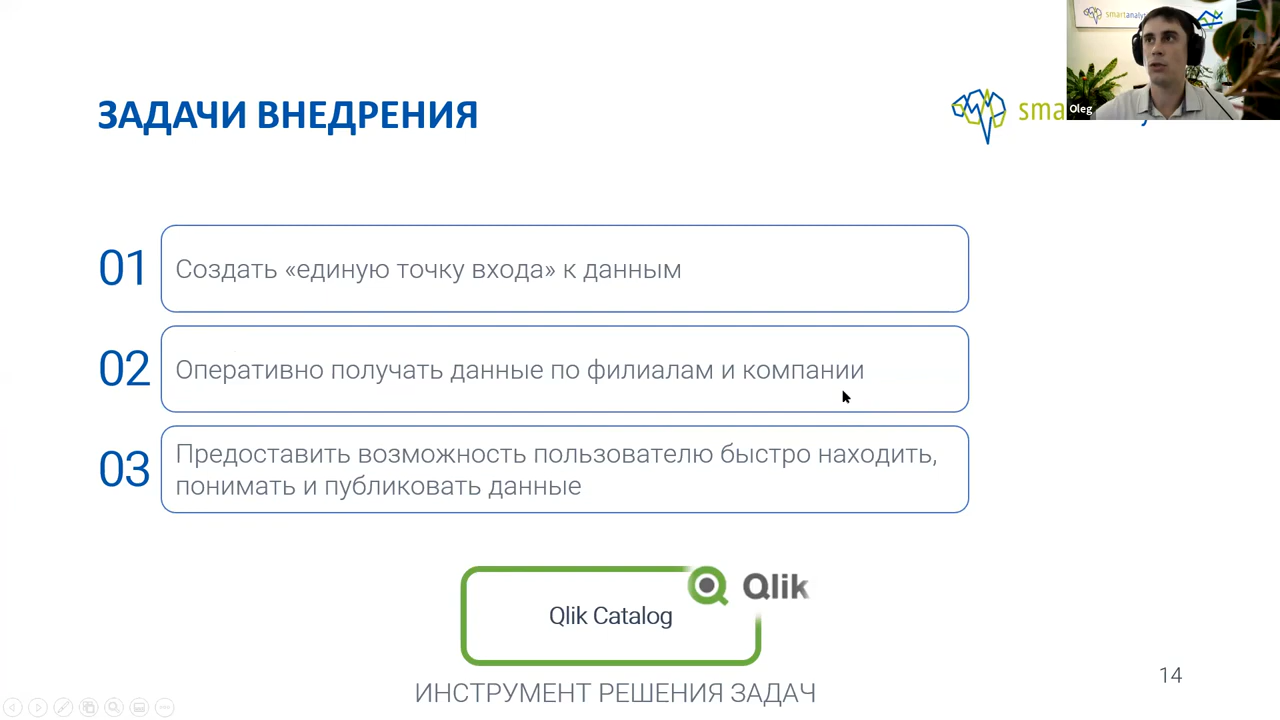 ЗАДАЧИ ВНЕДРЕНИЯ
Oleg
01
Создать «единую точку входа» к данным
02
Оперативно получать данные по филиалам и компании
03
Предоставить возможность пользователю быстро находить,
понимать и публиковать данные
Qlik
Qlik Catalog
ИНСТРУМЕНТ РЕШЕНИЯ ЗАДАЧ
14